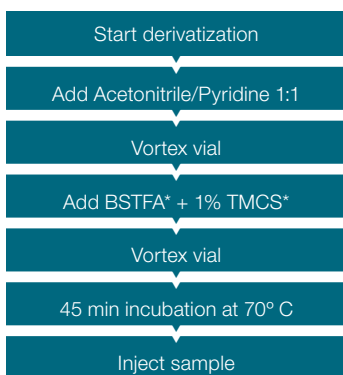 Start derivatization
Add Acetonitrile/Pyridine 1:1
Vortex vial
Add BSTFA* + 1% TMCS*
Vortex vial
45 min incubation at 70º C
Inject sample